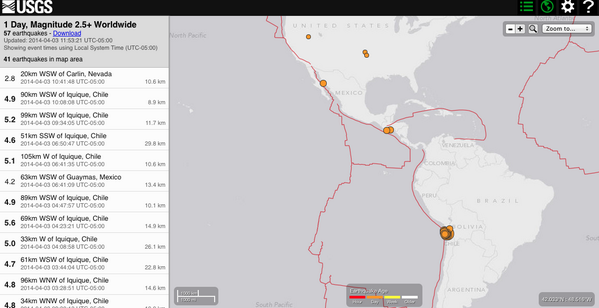 USGS
1 Day, Magnitude 2.5+ Worldwide
57 earthquakes - Download
Updated: 2014-04-03 11:53:21 UTC-05:00
Showing event times using Local System Time (UTC-05:00)
41 earthquakes in map area
2.8 20km WSW of Carlin, Nevada
2014-04-03 10:41:48 UTC-05:00 10.6 km
4.9 90km WSW of Iquique, Chile
2014-04-03 10:08:08 UTC-05:00 8.9 km
5.2 99km WSW of Iquique, Chile
2014-04-03 09:34:05 UTC-05:00 11.7 km
4.6 51km SSW of Iquique, Chile
2014-04-03 06:50:47 UTC-05:00 29.8 km
5.1 105km W of Iquique, Chile
2014-04-03 06:41:35 UTC-05:00 10.6 km
4.2 63km WSW of Guaymas, Mexico
2014-04-03 06:41:09 UTC-05:00 13.4 km
4.9 89km WSW of Iquique, Chile
2014-04-03 04:47:57 UTC-05:00 10.1 km
5.6 69km WSW of Iquique, Chile
2014-04-03 04:23:21 UTC-05:00 14.9 km
5.0 33km W of Iquique, Chile
2014-04-03 04:08:58 UTC-05:00 26.1 km
4.7 61km WSW of Iquique, Chile
2014-04-03 03:44:04 UTC-05:00 22.8 km
4.8 96km WNW of Iquique, Chile
2014-04-03 03:28:51 UTC-05:00 14.6 km
4.8 34km WNW of Iquique, Chile
Zoom to...
North Pacific
UNITED STATES
MEXICO
VENEZUELA
COLOMBIA
PERU
BRAZIL
BOLIVIA
CHILE
ARGENTINA
South Pacific
Earthquake Age